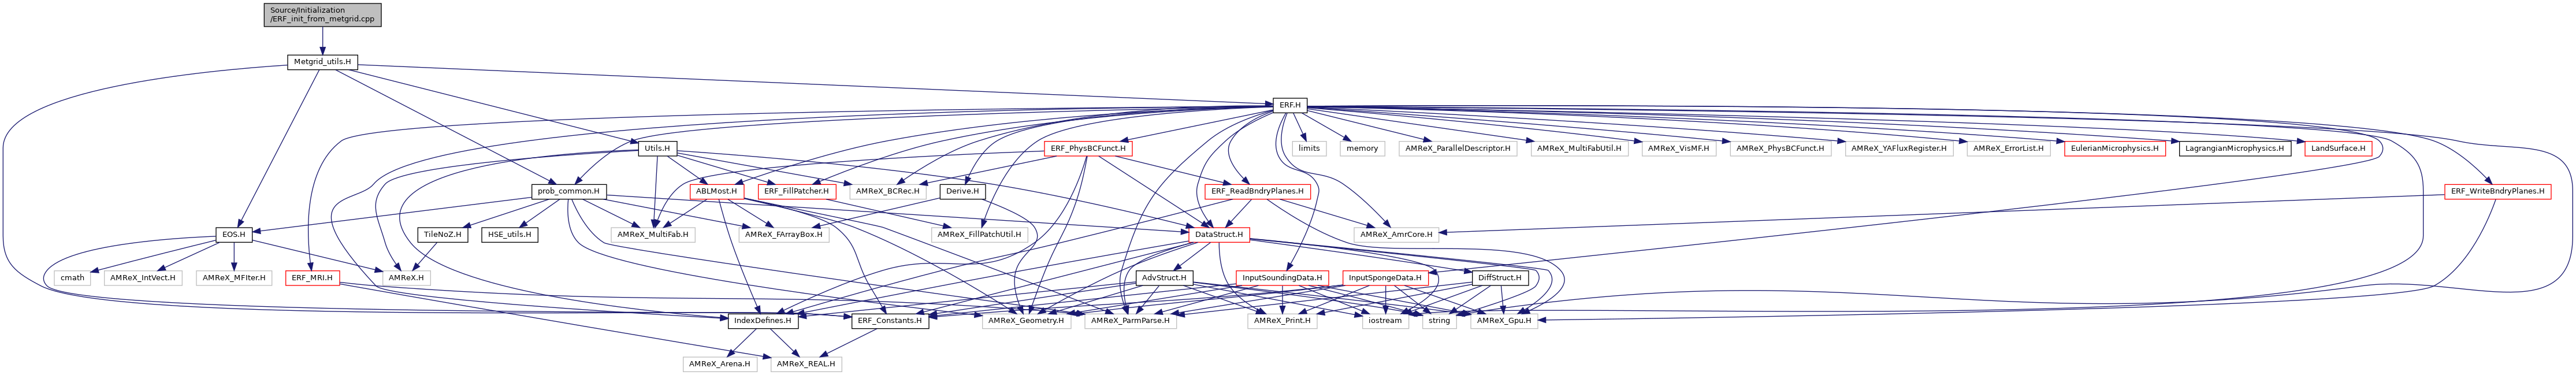 Source/Initialization
/ERF_init_from_metgrid.cpp
Metgrid_utils.H
ERF.H
Utils.H
ERF_PhysBCFunct.H
limits
memory
AMReX_ParallelDescriptor.H
AMReX_MultiFabUtil.H
AMReX_VisMF.H
AMReX_PhysBCFunct.H
AMReX_YAFluxRegister.H
AMReX_ErrorList.H
EulerianMicrophysics.H
LagrangianMicrophysics.H
LandSurface.H
prob_common.H
ABLMost.H
ERF_FillPatcher.H
AMReX_BCRec.H
Derive.H
ERF_ReadBndryPlanes.H
ERF_WriteBndryPlanes.H
EOS.H
TileNoZ.H
HSE_utils.H
AMReX_MultiFab.H
AMReX_FArrayBox.H
AMReX_FillPatchUtil.H
DataStruct.H
AMReX_AmrCore.H
cmath
AMReX_IntVect.H
AMReX_MFIter.H
ERF_MRI.H
AMReX.H
AdvStruct.H
InputSoundingData.H
InputSpongeData.H
DiffStruct.H
IndexDefines.H
ERF_Constants.H
AMReX_Geometry.H
AMReX_ParmParse.H
AMReX_Print.H
iostream
string
AMReX_Gpu.H
AMReX_Arena.H
AMReX_REAL.H